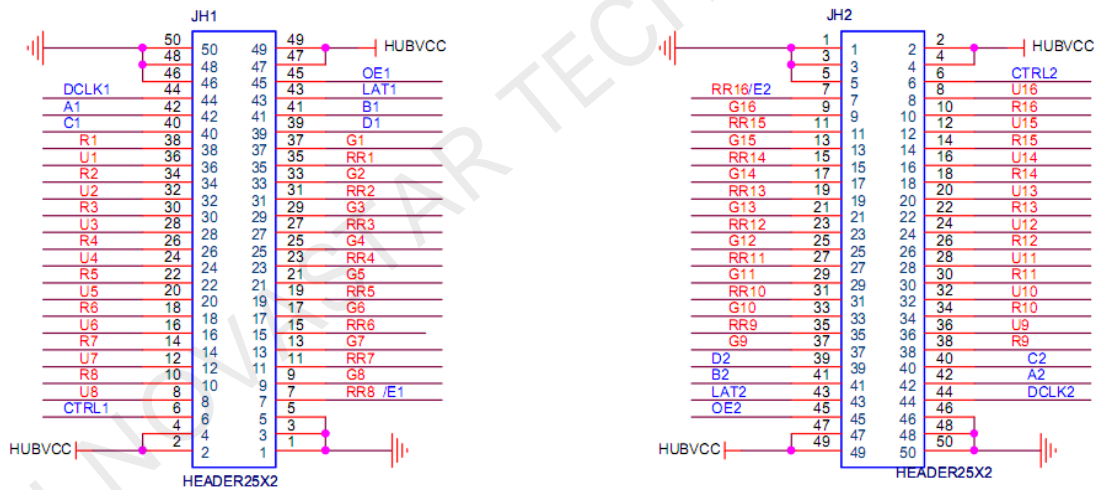 JH1
50 50 49 49 HUBVCC
48 48 47 47
46 46 45 45 OE1
DCLK1 44 44 43 43 LAT1
A1 42 42 41 41 B1
C1 40 40 39 39 D1
R1 38 38 37 37 G1
U1 36 36 35 35 RR1
R2 34 34 33 33 G2
U2 32 32 31 31 RR2
R3 30 30 29 29 G3
U3 28 28 27 27 RR3
R4 26 26 25 25 G4
U4 24 24 23 23 RR4
R5 22 22 21 21 G5
U5 20 20 19 19 RR5
R6 18 18 17 17 G6
U6 16 16 15 15 RR6
R7 14 14 13 13 G7
U7 12 12 11 11 RR7
R8 10 10 9 9 G8
U8 8 8 7 7 RR8 /E1
CTRL1 6 6 5 5
4 4 3 3
HUBVCC 2 2 1 1
HEADER25X2
JH2
1 1 2 2 HUBVCC
3 3 4 4
5 5 6 6 CTRL2
RR16/E2 7 7 8 8 U16
G16 9 9 10 10 R16
RR15 11 11 12 12 U15
G15 13 13 14 14 R15
RR14 15 15 16 16 U14
G14 17 17 18 18 R14
RR13 19 19 20 20 U13
G13 21 21 22 22 R13
RR12 23 23 24 24 U12
G12 25 25 26 26 R12
RR11 27 27 28 28 U11
G11 29 29 30 30 R11
RR10 31 31 32 32 U10
G10 33 33 34 34 R10
RR9 35 35 36 36 U9
G9 37 37 38 38 R9
D2 39 39 40 40 C2
B2 41 41 42 42 A2
LAT2 43 43 44 44 DCLK2
OE2 45 45 46 46
47 47 48 48
HUBVCC 49 49 50 50
HEADER25X2
NOVASTAR TECH